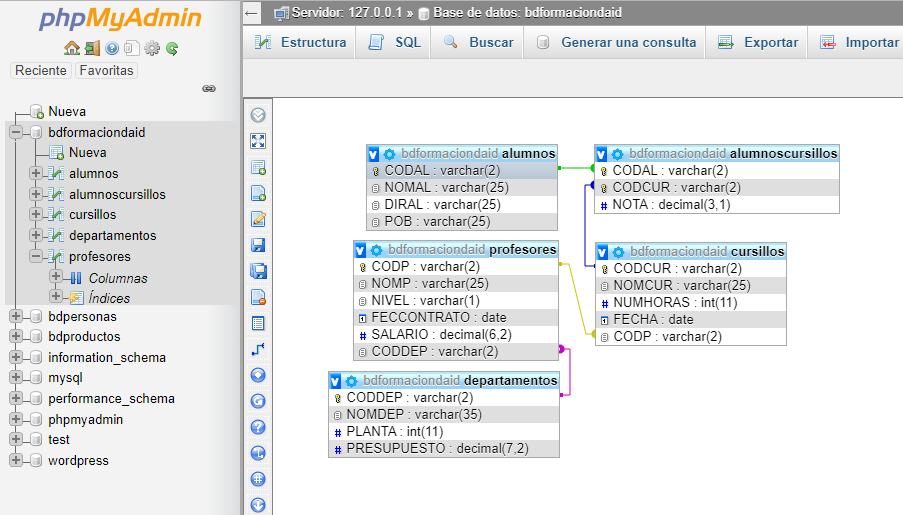 phpMyAdmin
Reciente Favoritas
Nueva
bdformaciondaid
Nueva
alumnos
alumnoscursillos
cursillos
departamentos
profesores
Columnas
Índices
bdpersonas
bdproductos
information_schema
mysql
performance_schema
phpmyadmin
test
wordpress
Servidor: 127.0.0.1 » Base de datos: bdformaciondaid
Estructura SQL Buscar Generar una consulta Exportar Importar
bdformaciondaid alumnos
CODAL : varchar(2)
NOMAL : varchar(25)
DIRAL : varchar(25)
POB : varchar(25)
bdformaciondaid alumnoscursillos
CODAL : varchar(2)
CODCUR : varchar(2)
NOTA : decimal(3,1)
bdformaciondaid profesores
CODP : varchar(2)
NOMP : varchar(25)
NIVEL : varchar(1)
FECCONTRATO : date
SALARIO : decimal(6,2)
CODDEP : varchar(2)
bdformaciondaid cursillos
CODCUR : varchar(2)
NOMCUR : varchar(25)
NUMHORAS : int(11)
FECHA : date
CODP : varchar(2)
bdformaciondaid departamentos
CODDEP : varchar(2)
NOMDEP : varchar(35)
PLANTA : int(11)
PRESUPUESTO : decimal(7,2)